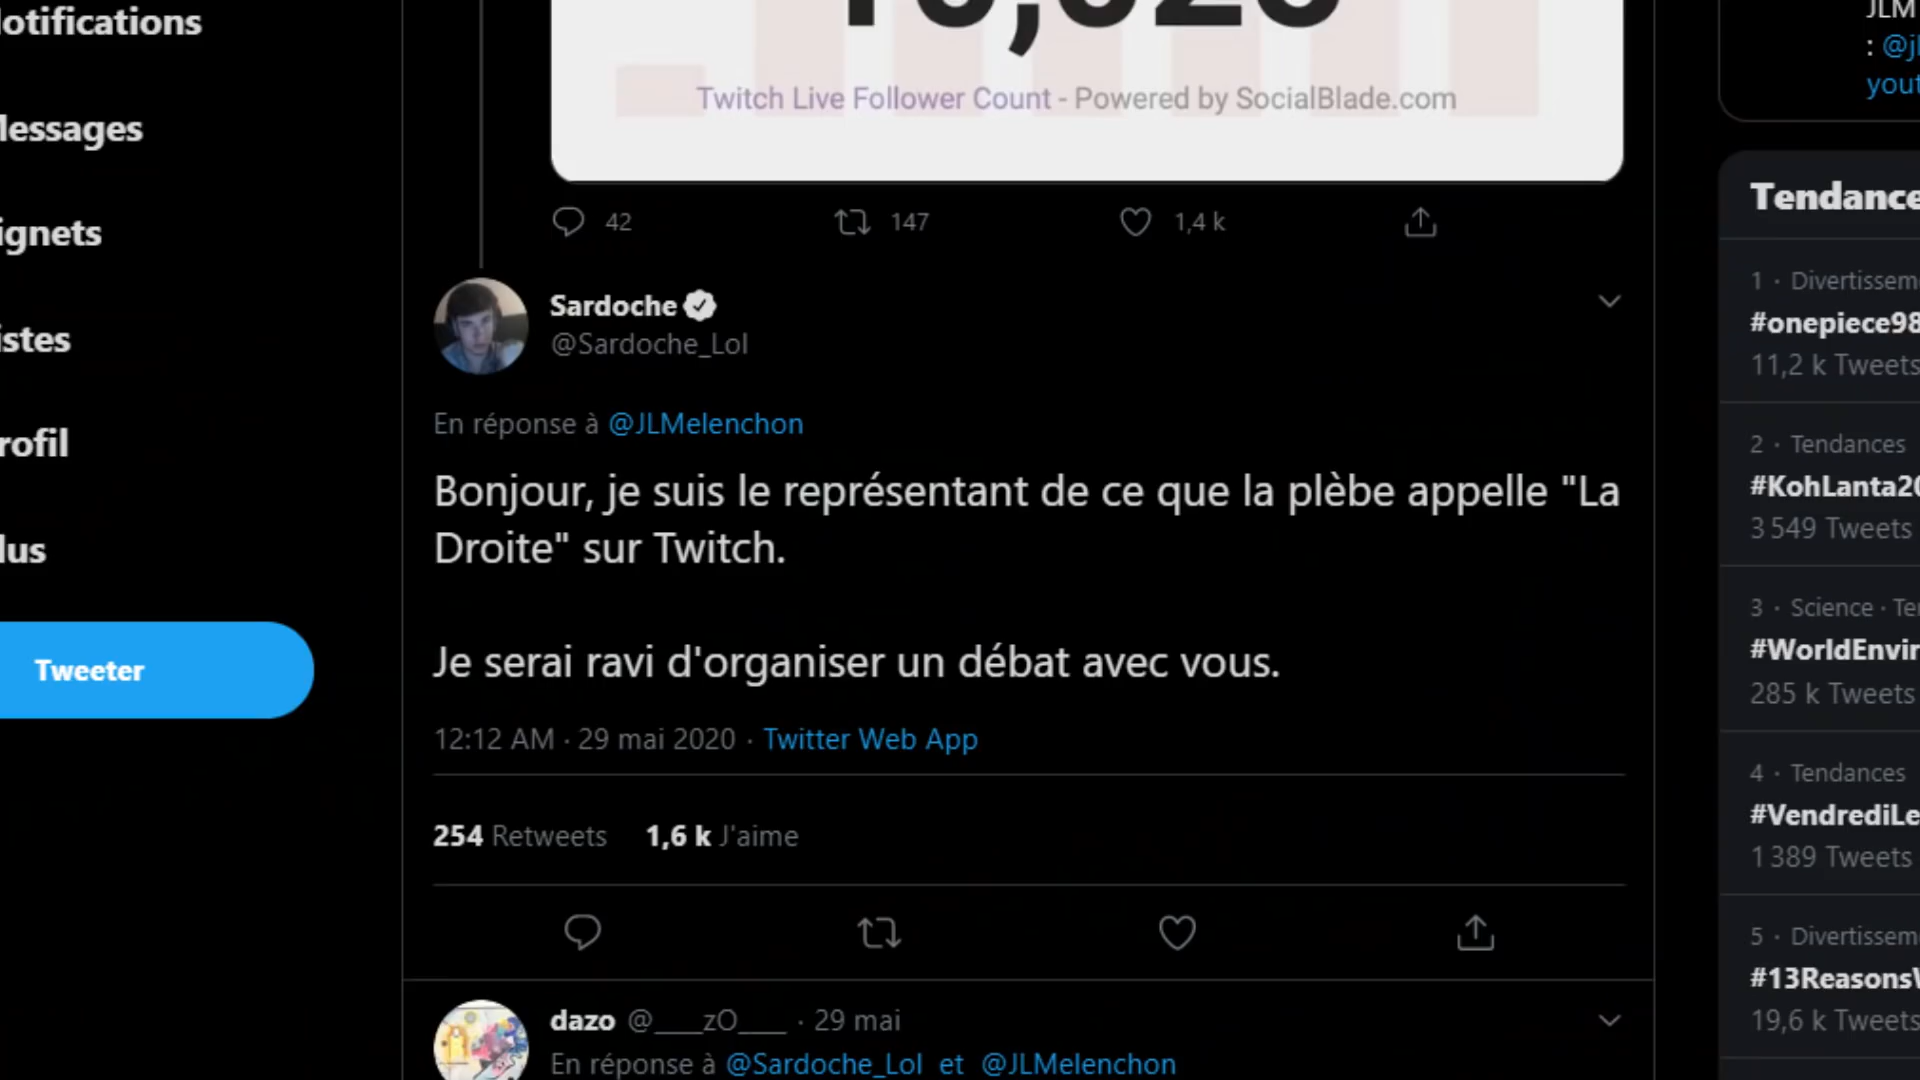 Notifications
Messages
ignets
istes
rofil
lus
Tweeter
Twitch Live Follower Count - Powered by SocialBlade.com
42
147
1,4 k
Sardoche
@Sardoche_Lol
En réponse à @JLMelenchon
Bonjour, je suis le représentant de ce que la plèbe appelle "La
Droite" sur Twitch.
Je serai ravi d'organiser un débat avec vous.
12:12 AM · 29 mai 2020 · Twitter Web App
254 Retweets 1,6 k J'aime
dazo @___zO___ · 29 mai
En réponse à @Sardoche_Lol et @JLMelenchon
JLM
: @jl
yout
Tendance
1 · Divertissem
#onepiece98
11,2 k Tweets
2 · Tendances
#KohLanta20
3 549 Tweets
3 · Science · Te
#WorldEnvir
285 k Tweets
4 · Tendances
#VendrediLe
1 389 Tweets
5 · Divertissem
#13ReasonsW
19,6 k Tweets